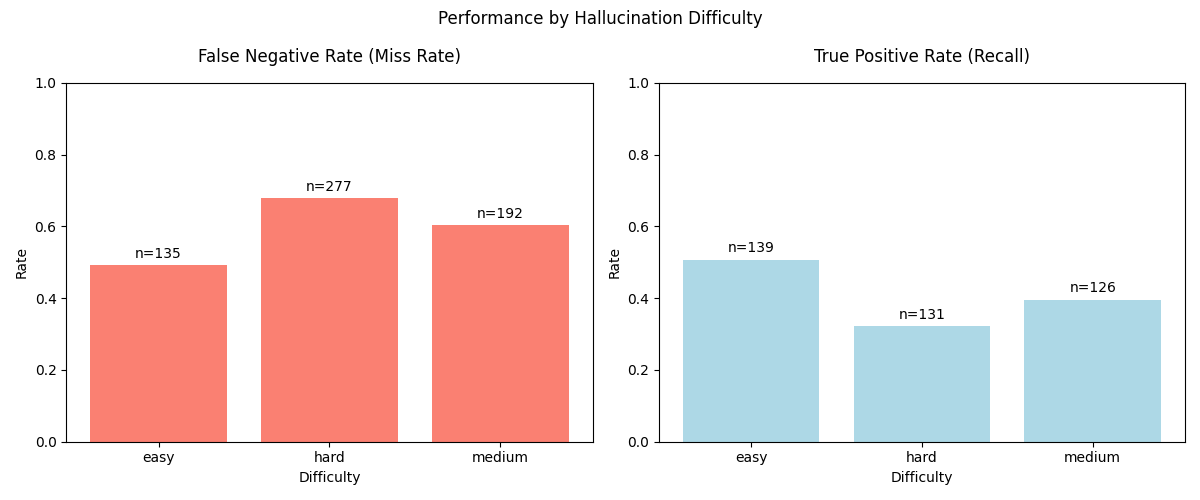 Performance by Hallucination Difficulty
False Negative Rate (Miss Rate)
1.0
0.8
0.6
0.4
0.2
0.0
Rate
n=135
n=277
n=192
easy
hard
medium
Difficulty
True Positive Rate (Recall)
1.0
0.8
0.6
0.4
0.2
0.0
Rate
n=139
n=131
n=126
easy
hard
medium
Difficulty